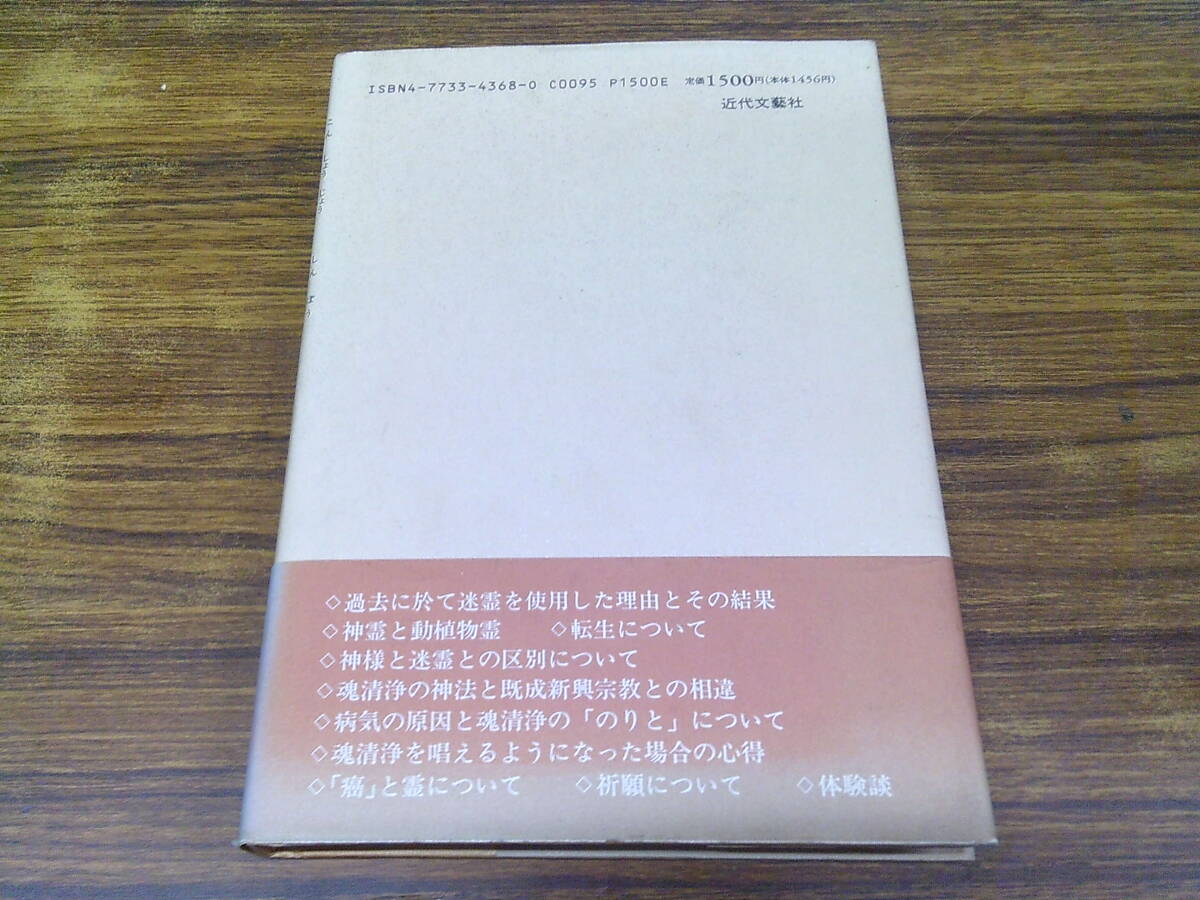 ISBN4-7733-4368-0 C0095 P1500E 定価1500円(本体1456円)
近代文藝社
◇過去に於て迷霊を使用した理由とその結果
◇神霊と動植物霊 ◇転生について
◇神様と迷霊との区別について
◇魂清浄の神法と既成新興宗教との相違
◇病気の原因と魂清浄の「のりと」について
◇魂清浄を唱えるようになった場合の心得
◇「癌」と霊について ◇祈願について ◇体験談